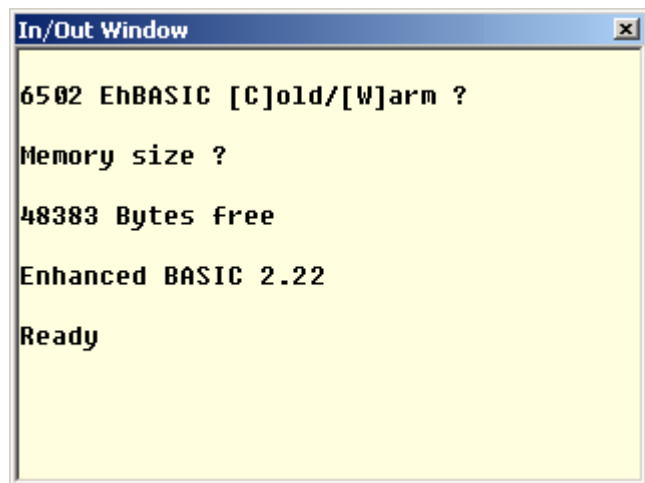 In/Out Window
6502 EhBASIC [C]old/[W]arm ?
Memory size ?
48383 Bytes free
Enhanced BASIC 2.22
Ready